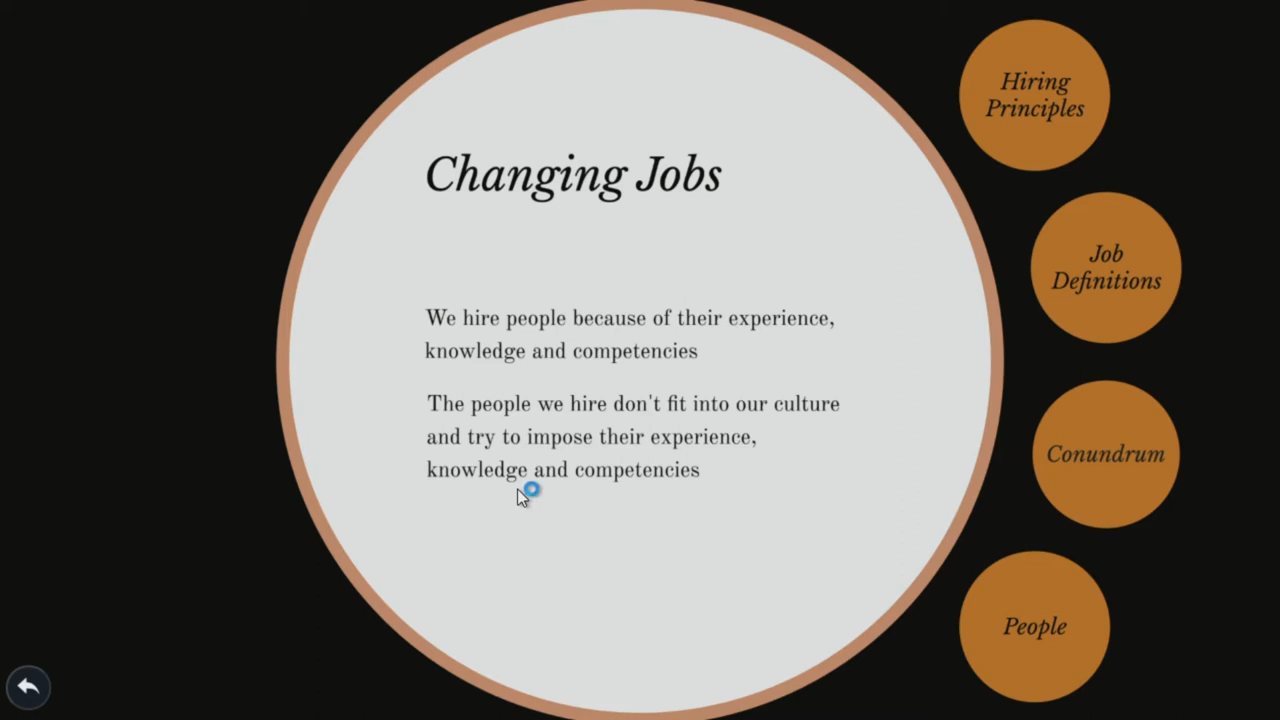 Changing Jobs
We hire people because of their experience,
knowledge and competencies
The people we hire don't fit into our culture
and try to impose their experience,
knowledge and competencies
Hiring
Principles
Job
Definitions
Conundrum
People